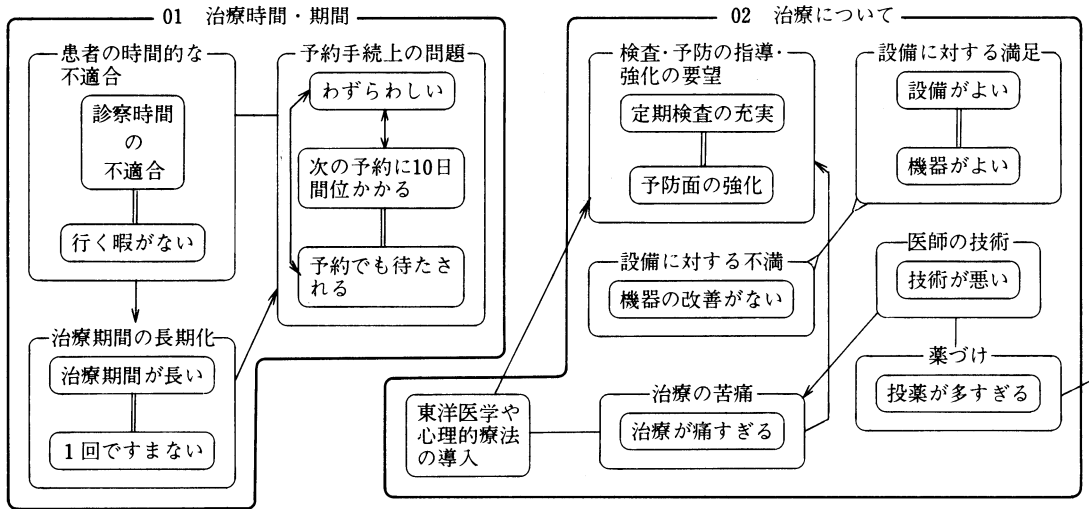 01 治療時間・期間
患者の時間的な
不適合
診察時間
の
不適合
行く暇がない
予約手続上の問題
わずらわしい
次の予約に10日
間位かかる
予約でも待たさ
れる
治療期間の長期化
治療期間が長い
1回ですまない
02 治療について
検査・予防の指導・
強化の要望
定期検査の充実
予防面の強化
設備に対する満足
設備がよい
機器がよい
設備に対する不満
機器の改善がない
医師の技術
技術が悪い
薬づけ
投薬が多すぎる
治療の苦痛
治療が痛すぎる
東洋医学や
心理的療法
の導入